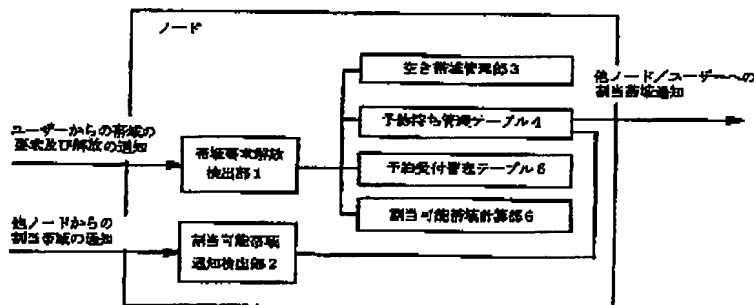 ノード
空き帯域管理部3
他ノード／ユーザーへの
割当帯域通知
予約待ち管理テーブル4
ユーザーからの帯域の
要求及び解放の通知
帯域要求解放
検出部1
予約受付管理テーブル5
割当可能帯域計算部6
他ノードからの
割当帯域の通知
割当可能帯域
通知検出部2